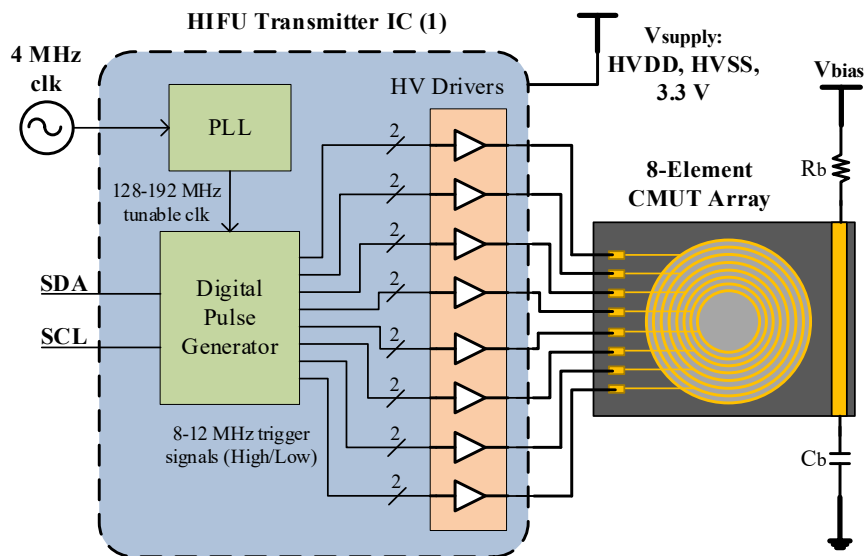 HIFU Transmitter IC (1)
4 MHz
clk
Vsupply:
HVDD, HVSS,
3.3 V
HV Drivers
Vbias
PLL
2
2
2
2
2
2
2
2
128-192 MHz
tunable clk
Rb
8-Element
CMUT Array
SDA
SCL
Digital
Pulse
Generator
8-12 MHz trigger
signals (High/Low)
Cb